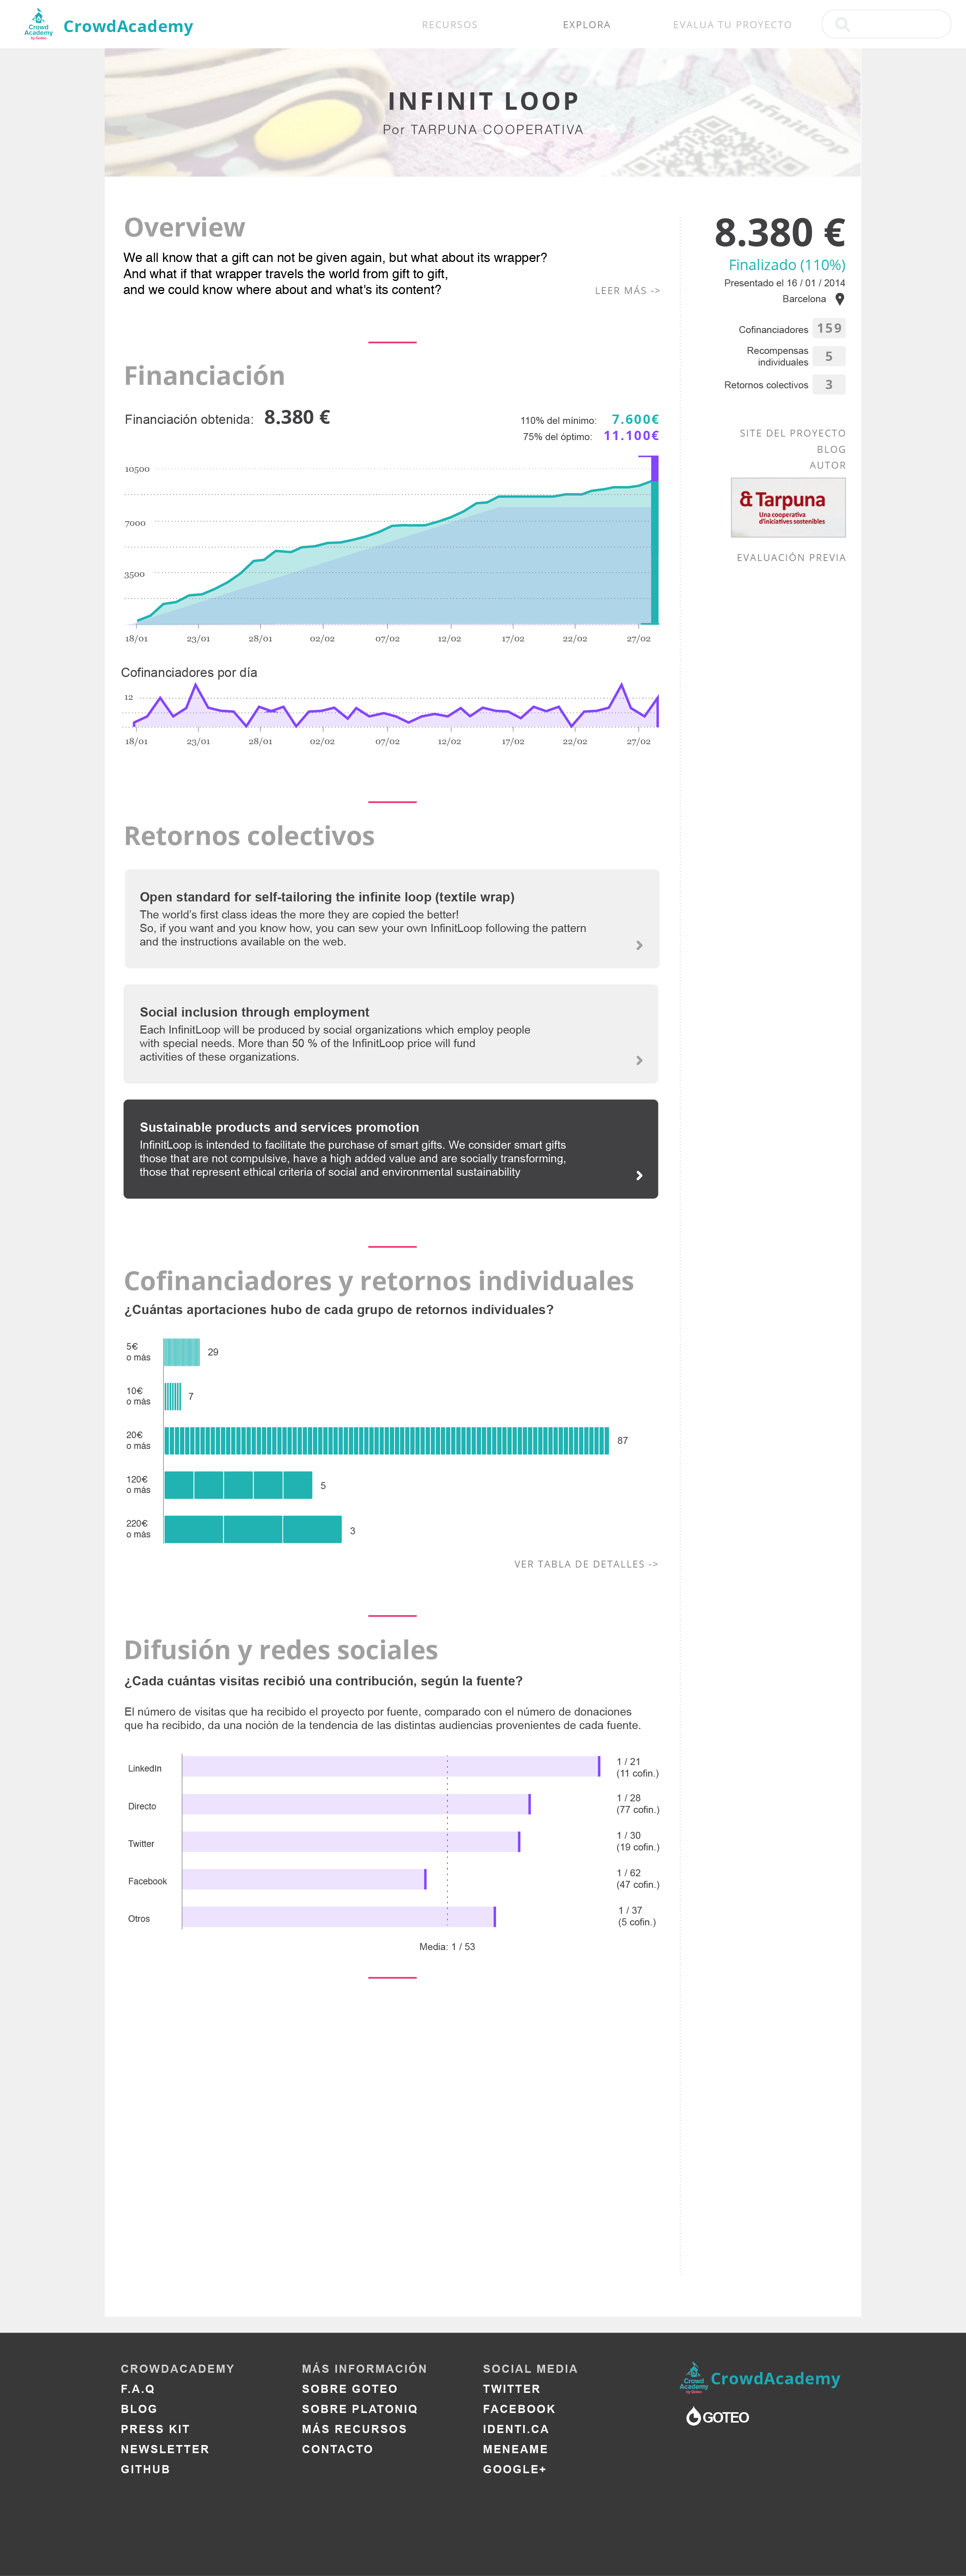 Crowd
Academy
by Goteo
CrowdAcademy
RECURSOS
EXPLORA
EVALUA TU PROYECTO
INFINIT LOOP
Por TARPUNA COOPERATIVA
infinit
loop
Overview
We all know that a gift can not be given again, but what about its wrapper?
And what if that wrapper travels the world from gift to gift,
and we could know where about and what's its content?
LEER MÁS ->
8.380 €
Finalizado (110%)
Presentado el 16 / 01 / 2014
Barcelona
Cofinanciadores 159
Recompensas
individuales 5
Retornos colectivos 3
SITE DEL PROYECTO
BLOG
AUTOR
& Tarpuna
Una cooperativa
d'iniciatives sostenibles
EVALUACIÓN PREVIA
Financiación
Financiación obtenida: 8.380 €
110% del mínimo: 7.600€
75% del óptimo: 11.100€
10500
7000
3500
18/01 23/01 28/01 02/02 07/02 12/02 17/02 22/02 27/02
Cofinanciadores por día
12
18/01 23/01 28/01 02/02 07/02 12/02 17/02 22/02 27/02
Retornos colectivos
Open standard for self-tailoring the infinite loop (textile wrap)
The world's first class ideas the more they are copied the better!
So, if you want and you know how, you can sew your own InfinitLoop following the pattern
and the instructions available on the web.
Social inclusion through employment
Each InfinitLoop will be produced by social organizations which employ people
with special needs. More than 50 % of the InfinitLoop price will fund
activities of these organizations.
Sustainable products and services promotion
InfinitLoop is intended to facilitate the purchase of smart gifts. We consider smart gifts
those that are not compulsive, have a high added value and are socially transforming,
those that represent ethical criteria of social and environmental sustainability
Cofinanciadores y retornos individuales
¿Cuántas aportaciones hubo de cada grupo de retornos individuales?
5€
o más
29
10€
o más
7
20€
o más
87
120€
o más
5
220€
o más
3
VER TABLA DE DETALLES ->
Difusión y redes sociales
¿Cada cuántas visitas recibió una contribución, según la fuente?
El número de visitas que ha recibido el proyecto por fuente, comparado con el número de donaciones
que ha recibido, da una noción de la tendencia de las distintas audiencias provenientes de cada fuente.
LinkedIn
1 / 21
(11 cofin.)
Directo
1 / 28
(77 cofin.)
Twitter
1 / 30
(19 cofin.)
Facebook
1 / 62
(47 cofin.)
Otros
1 / 37
(5 cofin.)
Media: 1 / 53
CROWDACADEMY
F.A.Q
BLOG
PRESS KIT
NEWSLETTER
GITHUB
MÁS INFORMACIÓN
SOBRE GOTEO
SOBRE PLATONIQ
MÁS RECURSOS
CONTACTO
SOCIAL MEDIA
TWITTER
FACEBOOK
IDENTI.CA
MENEAME
GOOGLE+
Crowd
Academy
by Goteo
CrowdAcademy
GOTEO